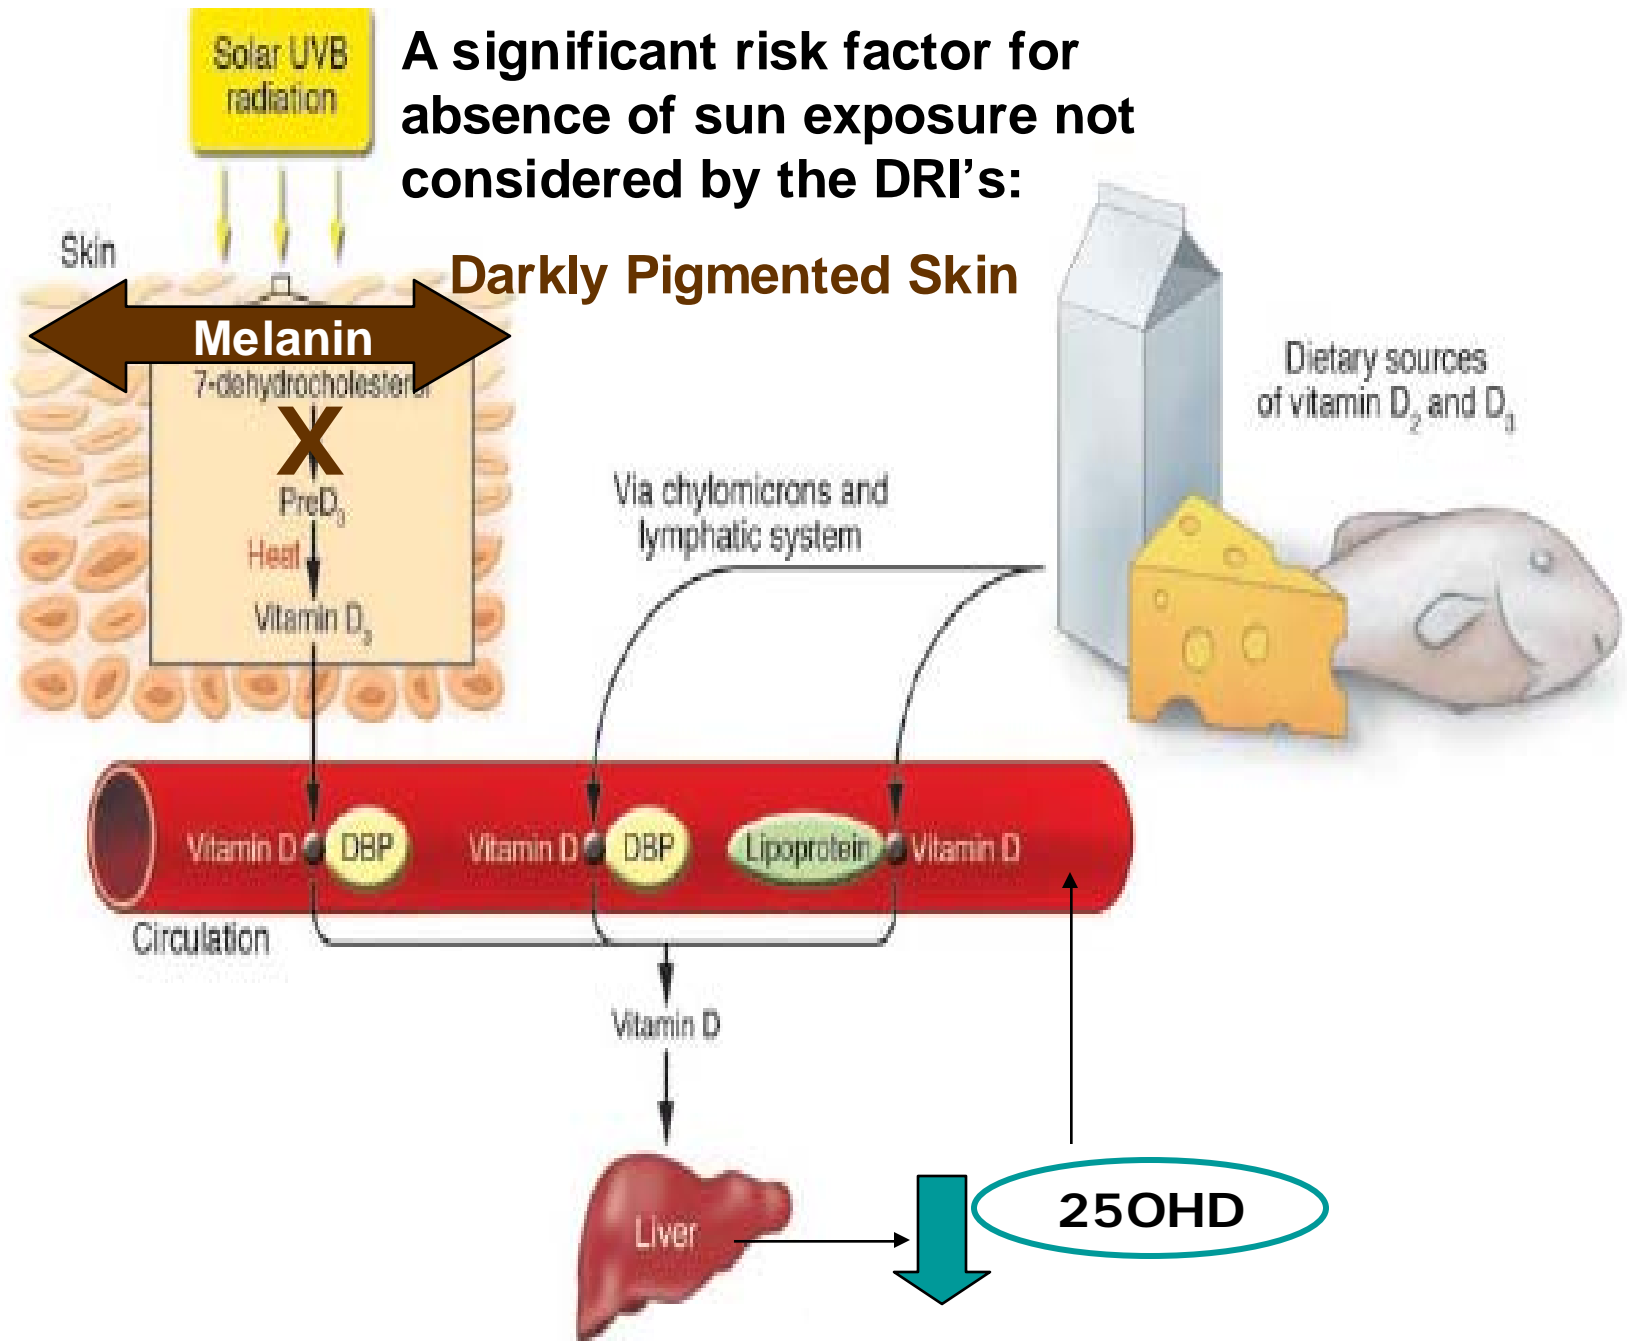 Solar UVB
radiation
A significant risk factor for
absence of sun exposure not
considered by the DRI's:
Darkly Pigmented Skin
Skin
Melanin
7-dehydrocholesterol
X
PreD₃
Heat
Vitamin D₃
Via chylomicrons and
lymphatic system
Dietary sources
of vitamin D₂ and D₃
Vitamin D
DBP
Vitamin D
DBP
Lipoprotein
Vitamin D
Circulation
Vitamin D
Liver
25OHD